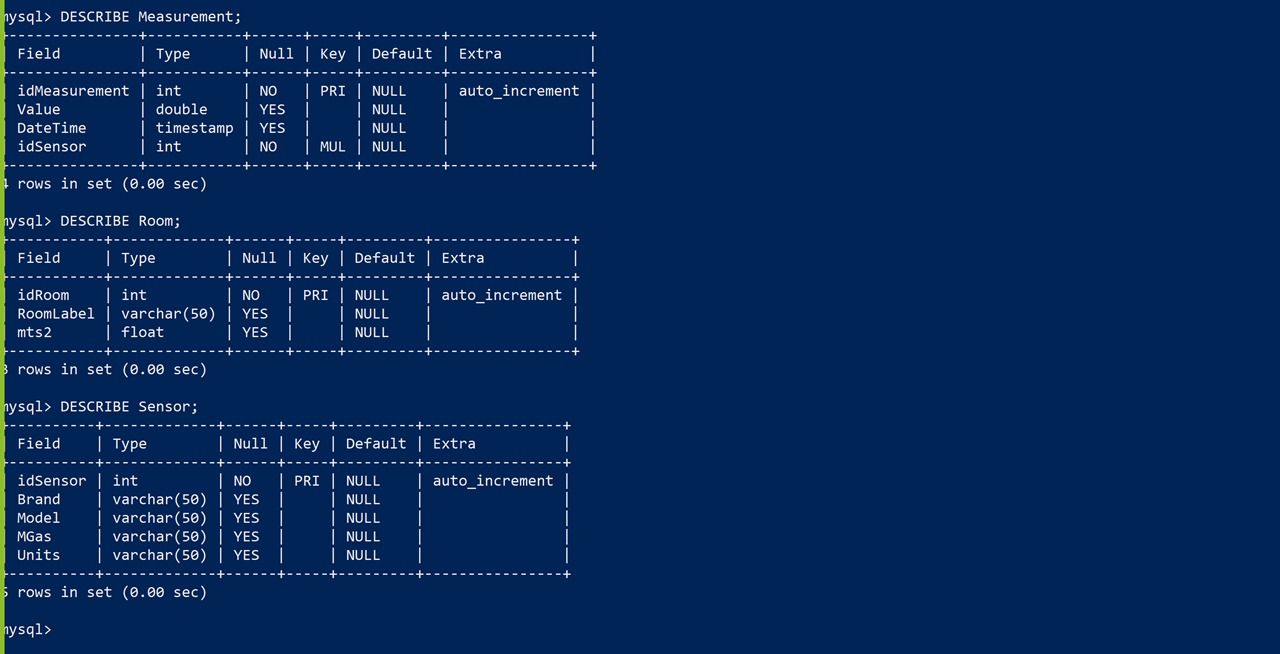 mysql> DESCRIBE Measurement;
+---------------+-----------+------+-----+---------+----------------+
| Field         | Type      | Null | Key | Default | Extra          |
+---------------+-----------+------+-----+---------+----------------+
| idMeasurement | int       | NO   | PRI | NULL    | auto_increment |
| Value         | double    | YES  |     | NULL    |                |
| DateTime      | timestamp | YES  |     | NULL    |                |
| idSensor      | int       | NO   | MUL | NULL    |                |
+---------------+-----------+------+-----+---------+----------------+
4 rows in set (0.00 sec)
mysql> DESCRIBE Room;
+-----------+-------------+------+-----+---------+----------------+
| Field     | Type        | Null | Key | Default | Extra          |
+-----------+-------------+------+-----+---------+----------------+
| idRoom    | int         | NO   | PRI | NULL    | auto_increment |
| RoomLabel | varchar(50) | YES  |     | NULL    |                |
| mts2      | float       | YES  |     | NULL    |                |
+-----------+-------------+------+-----+---------+----------------+
3 rows in set (0.00 sec)
mysql> DESCRIBE Sensor;
+----------+-------------+------+-----+---------+----------------+
| Field    | Type        | Null | Key | Default | Extra          |
+----------+-------------+------+-----+---------+----------------+
| idSensor | int         | NO   | PRI | NULL    | auto_increment |
| Brand    | varchar(50) | YES  |     | NULL    |                |
| Model    | varchar(50) | YES  |     | NULL    |                |
| MGas     | varchar(50) | YES  |     | NULL    |                |
| Units    | varchar(50) | YES  |     | NULL    |                |
+----------+-------------+------+-----+---------+----------------+
5 rows in set (0.00 sec)
mysql>